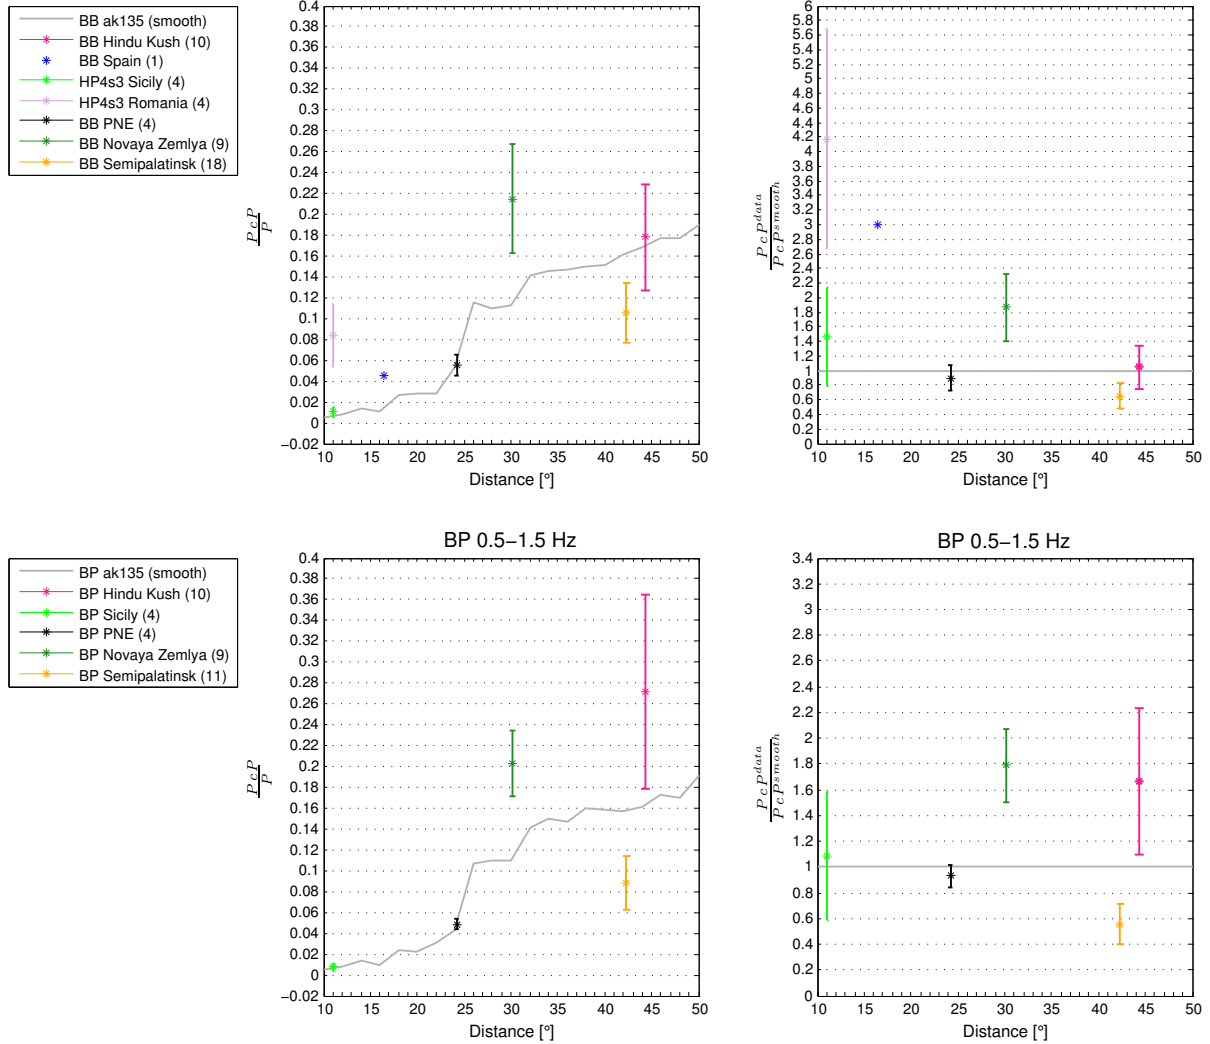 BB ak135 (smooth)
BB Hindu Kush (10)
BB Spain (1)
HP4s3 Sicily (4)
HP4s3 Romania (4)
BB PNE (4)
BB Novaya Zemlya (9)
BB Semipalatinsk (18)
0.4
0.38
0.36
0.34
0.32
0.3
0.28
0.26
0.24
0.22
0.2
0.18
0.16
0.14
0.12
0.1
0.08
0.06
0.04
0.02
0
−0.02
PcP
P
10 15 20 25 30 35 40 45 50
Distance [°]
6
5.8
5.6
5.4
5.2
5
4.8
4.6
4.4
4.2
4
3.8
3.6
3.4
3.2
3
2.8
2.6
2.4
2.2
2
1.8
1.6
1.4
1.2
1
0.8
0.6
0.4
0.2
0
PcP^data
PcP^smooth
10 15 20 25 30 35 40 45 50
Distance [°]
BP ak135 (smooth)
BP Hindu Kush (10)
BP Sicily (4)
BP PNE (4)
BP Novaya Zemlya (9)
BP Semipalatinsk (11)
BP 0.5−1.5 Hz
0.4
0.38
0.36
0.34
0.32
0.3
0.28
0.26
0.24
0.22
0.2
0.18
0.16
0.14
0.12
0.1
0.08
0.06
0.04
0.02
0
−0.02
PcP
P
10 15 20 25 30 35 40 45 50
Distance [°]
BP 0.5−1.5 Hz
3.4
3.2
3
2.8
2.6
2.4
2.2
2
1.8
1.6
1.4
1.2
1
0.8
0.6
0.4
0.2
0
PcP^data
PcP^smooth
10 15 20 25 30 35 40 45 50
Distance [°]